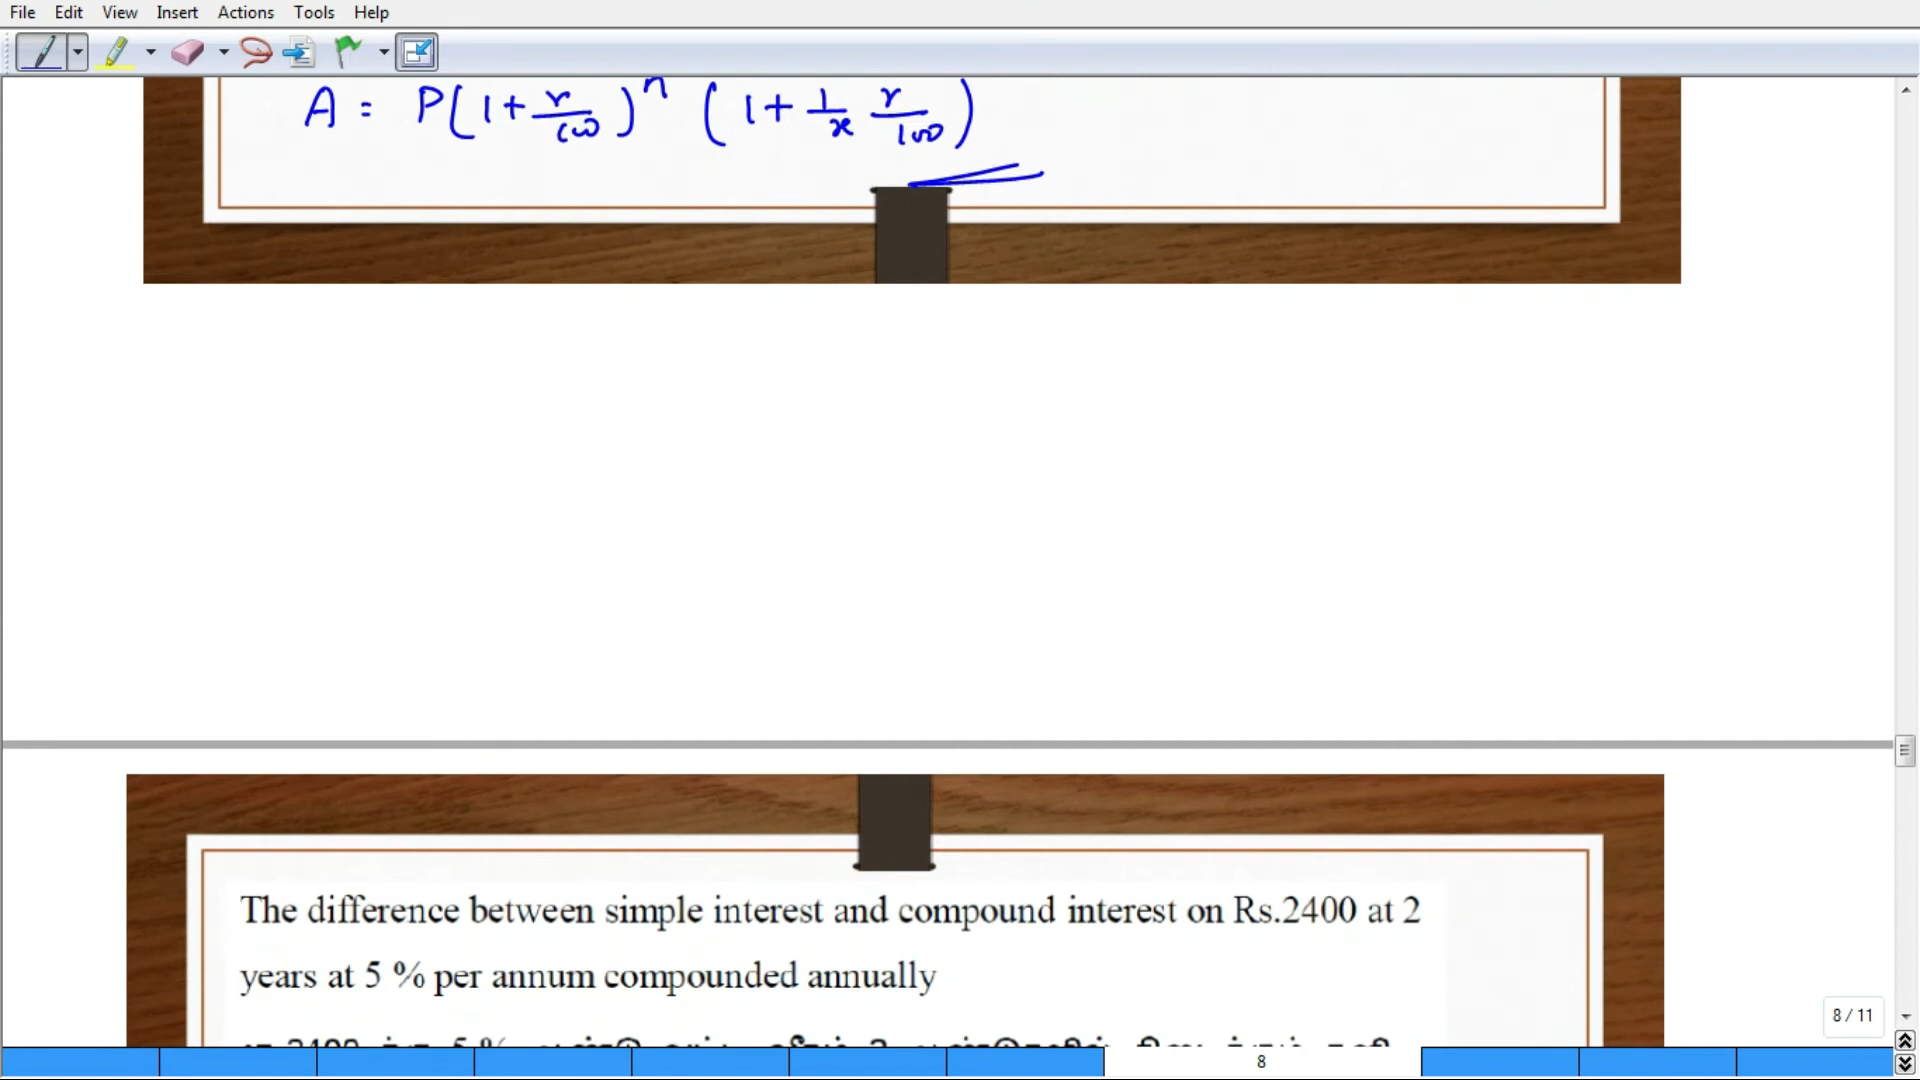 File Edit View Insert Actions Tools Help
A = P(1+r/100)^n (1+1/x r/100)
The difference between simple interest and compound interest on Rs.2400 at 2
years at 5 % per annum compounded annually
8 / 11
8